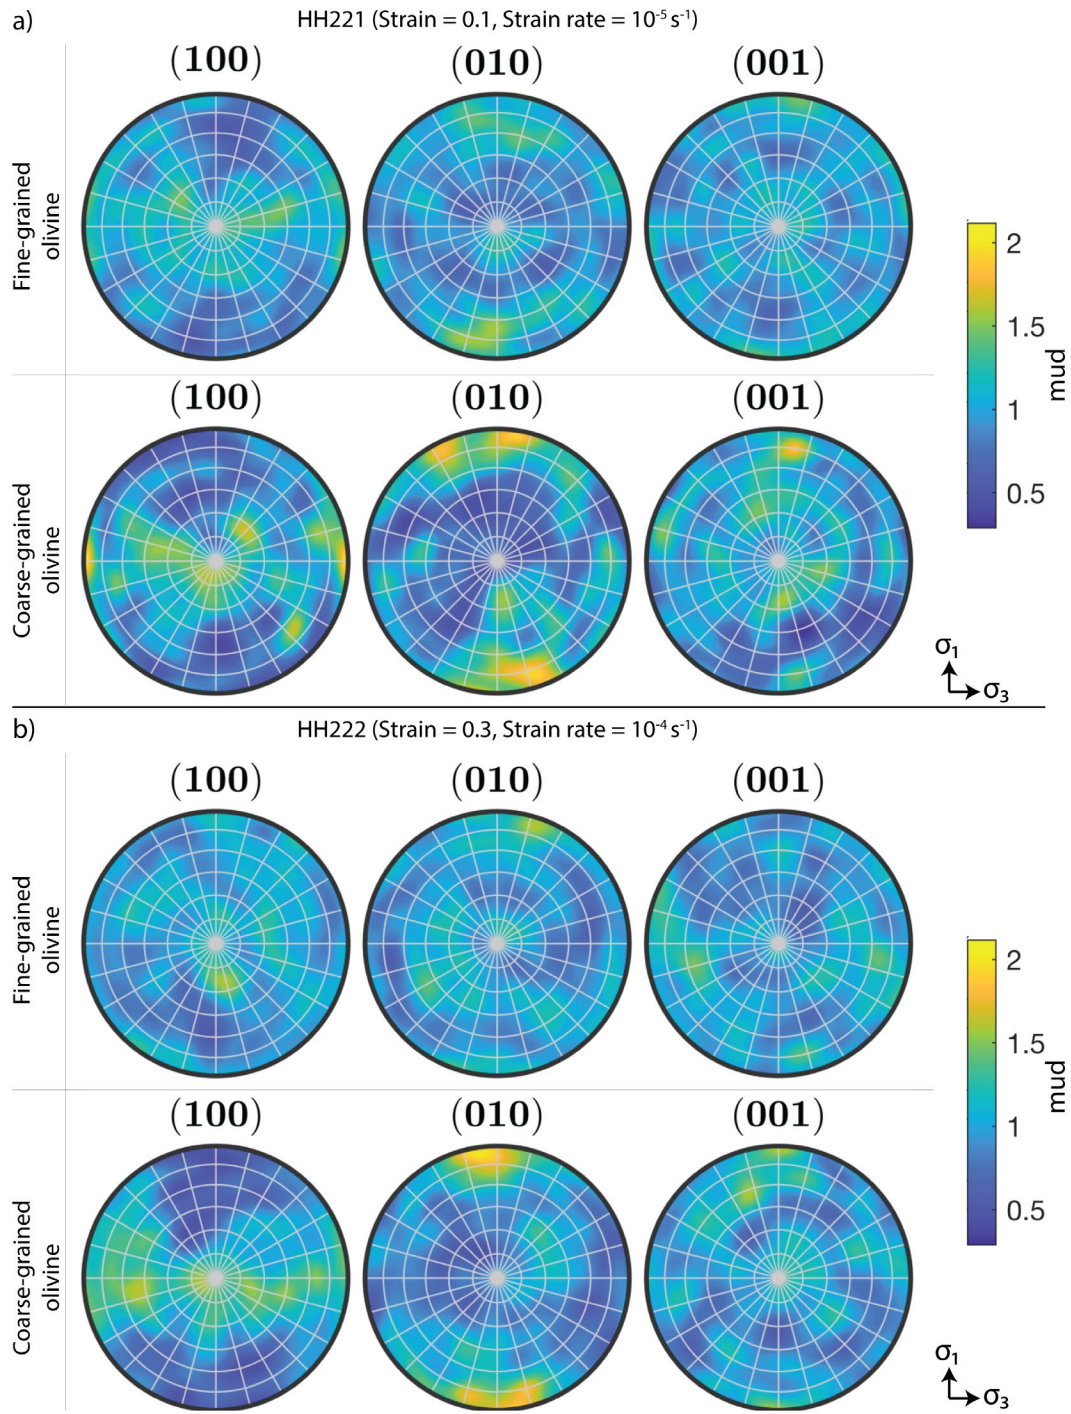 a)
HH221 (Strain = 0.1, Strain rate = 10⁻⁵ s⁻¹)
(100)
(010)
(001)
Fine-grained
olivine
2
1.5
1
0.5
mud
(100)
(010)
(001)
Coarse-grained
olivine
σ₁
σ₃
b)
HH222 (Strain = 0.3, Strain rate = 10⁻⁴ s⁻¹)
(100)
(010)
(001)
Fine-grained
olivine
2
1.5
1
0.5
mud
(100)
(010)
(001)
Coarse-grained
olivine
σ₁
σ₃